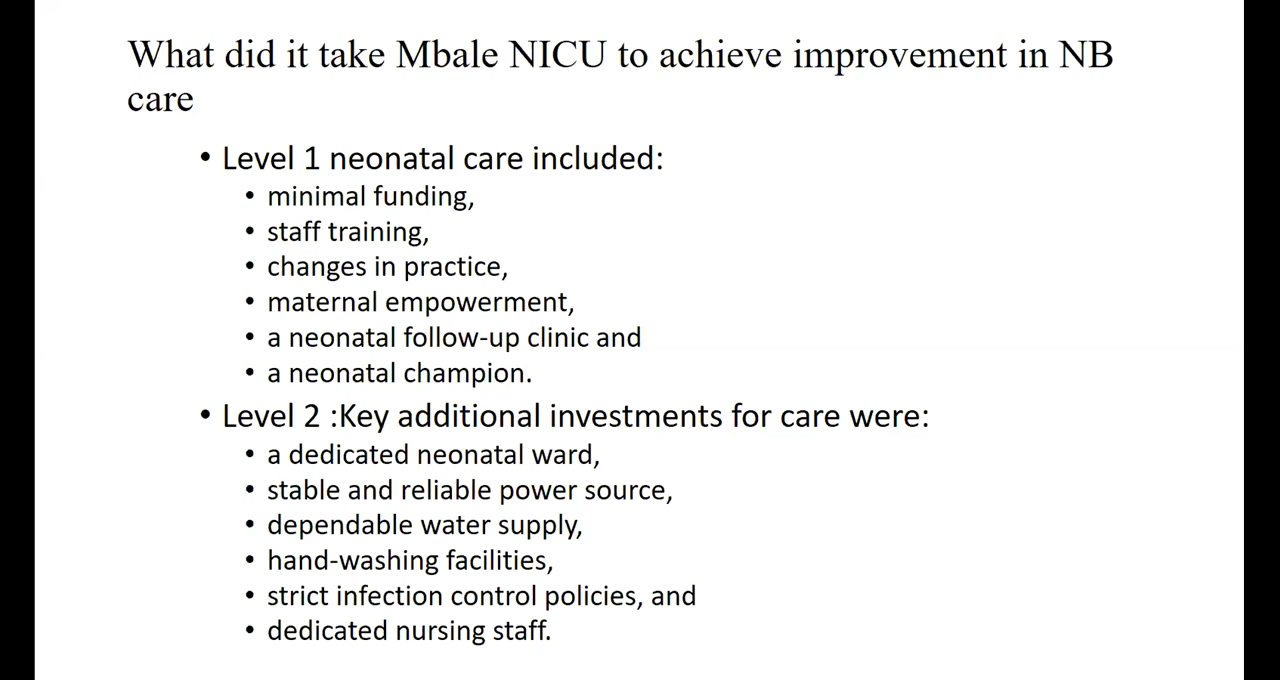 What did it take Mbale NICU to achieve improvement in NB
care
• Level 1 neonatal care included:
• minimal funding,
• staff training,
• changes in practice,
• maternal empowerment,
• a neonatal follow-up clinic and
• a neonatal champion.
• Level 2 :Key additional investments for care were:
• a dedicated neonatal ward,
• stable and reliable power source,
• dependable water supply,
• hand-washing facilities,
• strict infection control policies, and
• dedicated nursing staff.